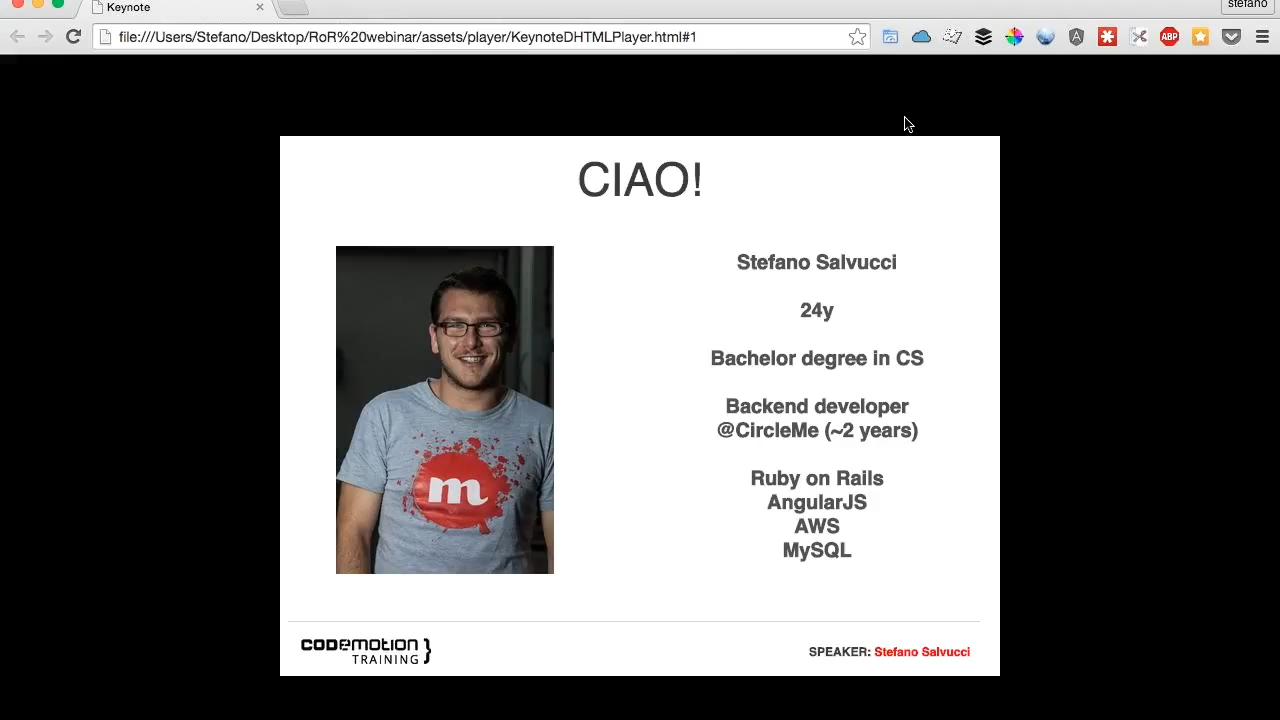 Keynote
stefano
file:///Users/Stefano/Desktop/RoR%20webinar/assets/player/KeynoteDHTMLPlayer.html#1
ABP
CIAO!
m
Stefano Salvucci
24y
Bachelor degree in CS
Backend developer
@CircleMe (~2 years)
Ruby on Rails
AngularJS
AWS
MySQL
CODEMOTION
TRAINING
SPEAKER: Stefano Salvucci